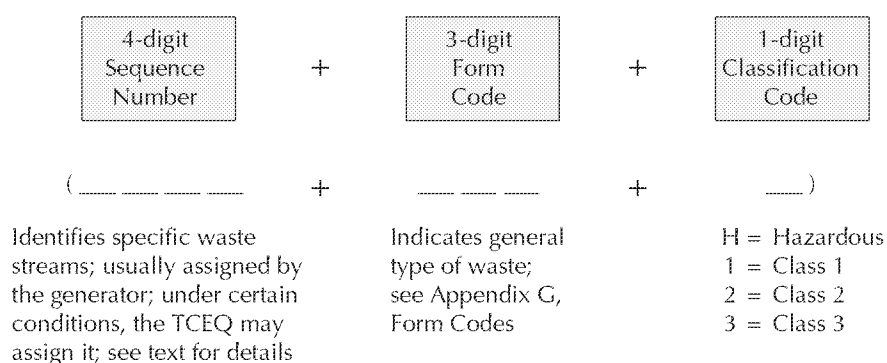 4-digit
Sequence
Number
+
3-digit
Form
Code
+
1-digit
Classification
Code
( ___ ___ ___ ___ + ___ ___ ___ + ___ )
Identifies specific waste
streams; usually assigned by
the generator; under certain
conditions, the TCEQ may
assign it; see text for details
Indicates general
type of waste;
see Appendix G,
Form Codes
H = Hazardous
1 = Class 1
2 = Class 2
3 = Class 3